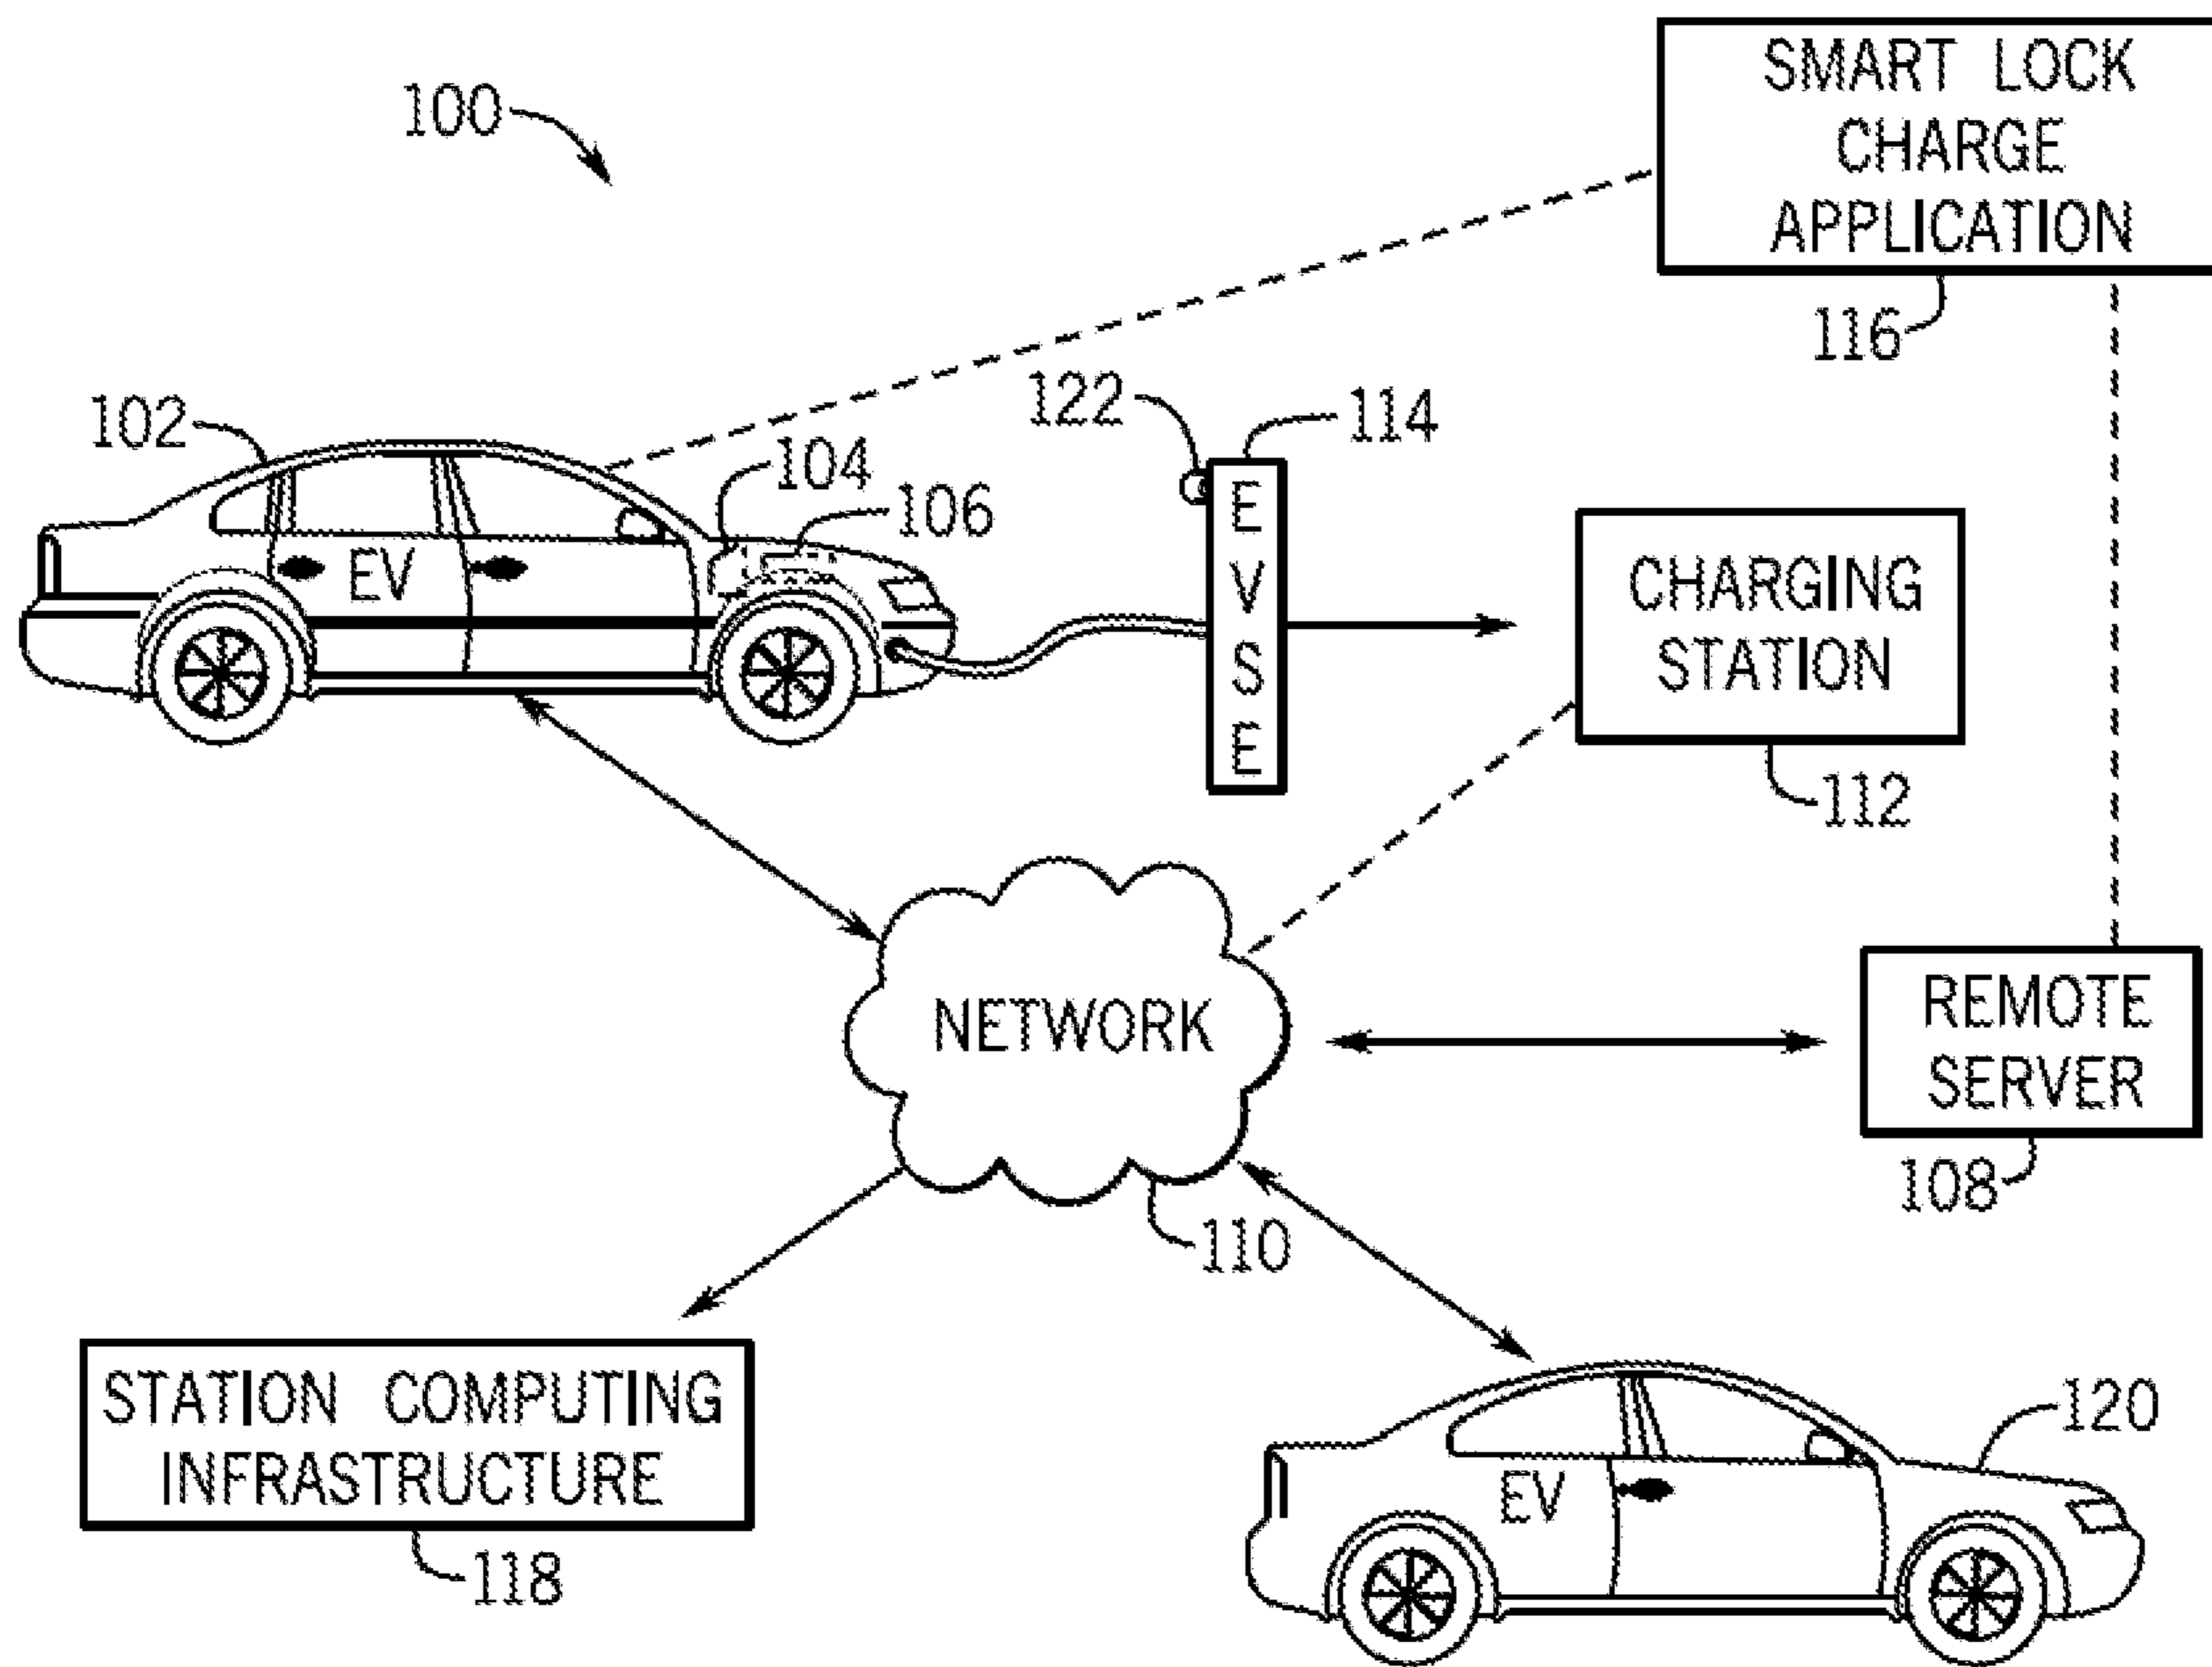 SMART LOCK
CHARGE
APPLICATION
116
100
102
104
106
122
114
EV
E
V
S
E
CHARGING
STATION
112
NETWORK
110
REMOTE
SERVER
108
STATION COMPUTING
INFRASTRUCTURE
118
EV
120